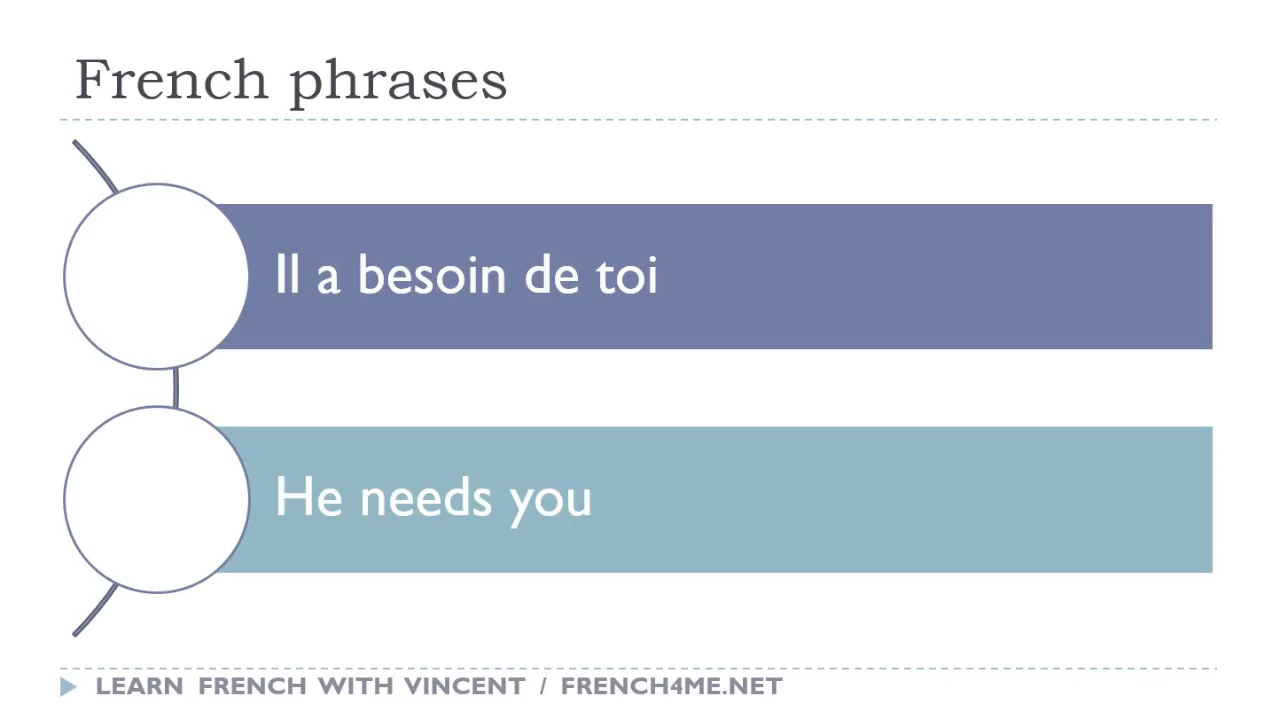 French phrases
Il a besoin de toi
He needs you
LEARN FRENCH WITH VINCENT / FRENCH4ME.NET